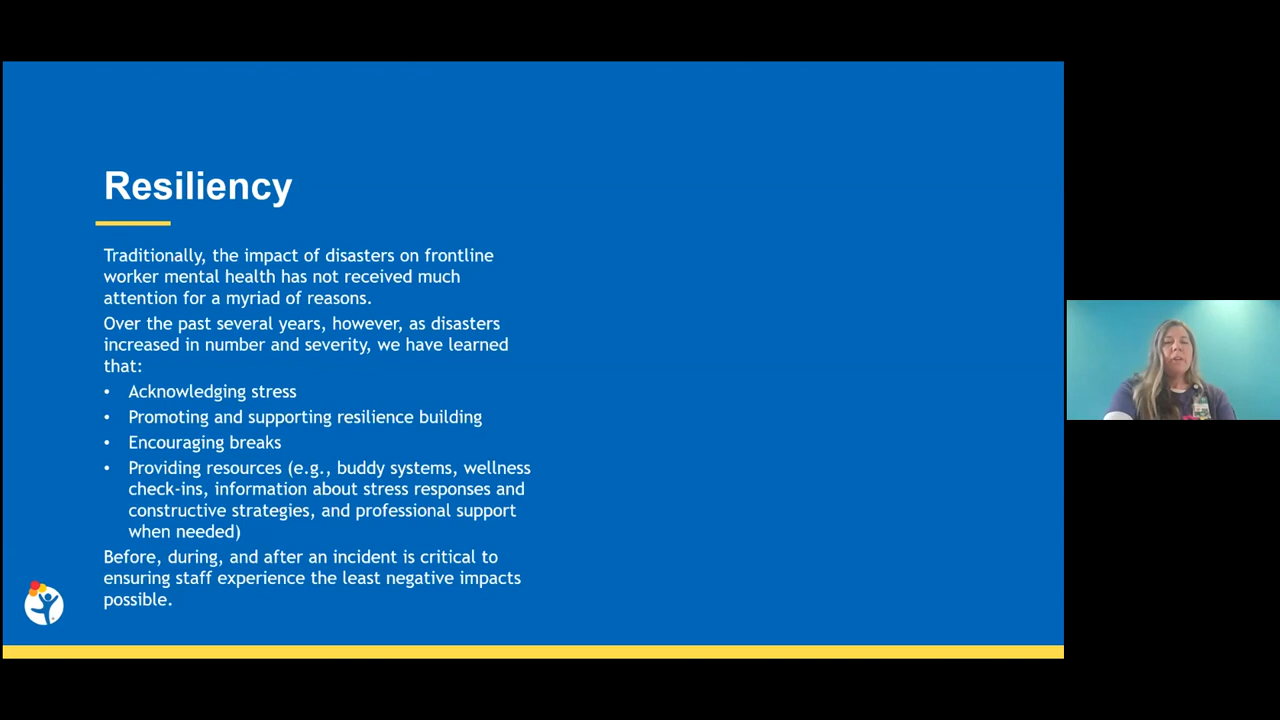 Resiliency
Traditionally, the impact of disasters on frontline
worker mental health has not received much
attention for a myriad of reasons.
Over the past several years, however, as disasters
increased in number and severity, we have learned
that:
• Acknowledging stress
• Promoting and supporting resilience building
• Encouraging breaks
• Providing resources (e.g., buddy systems, wellness
check-ins, information about stress responses and
constructive strategies, and professional support
when needed)
Before, during, and after an incident is critical to
ensuring staff experience the least negative impacts
possible.